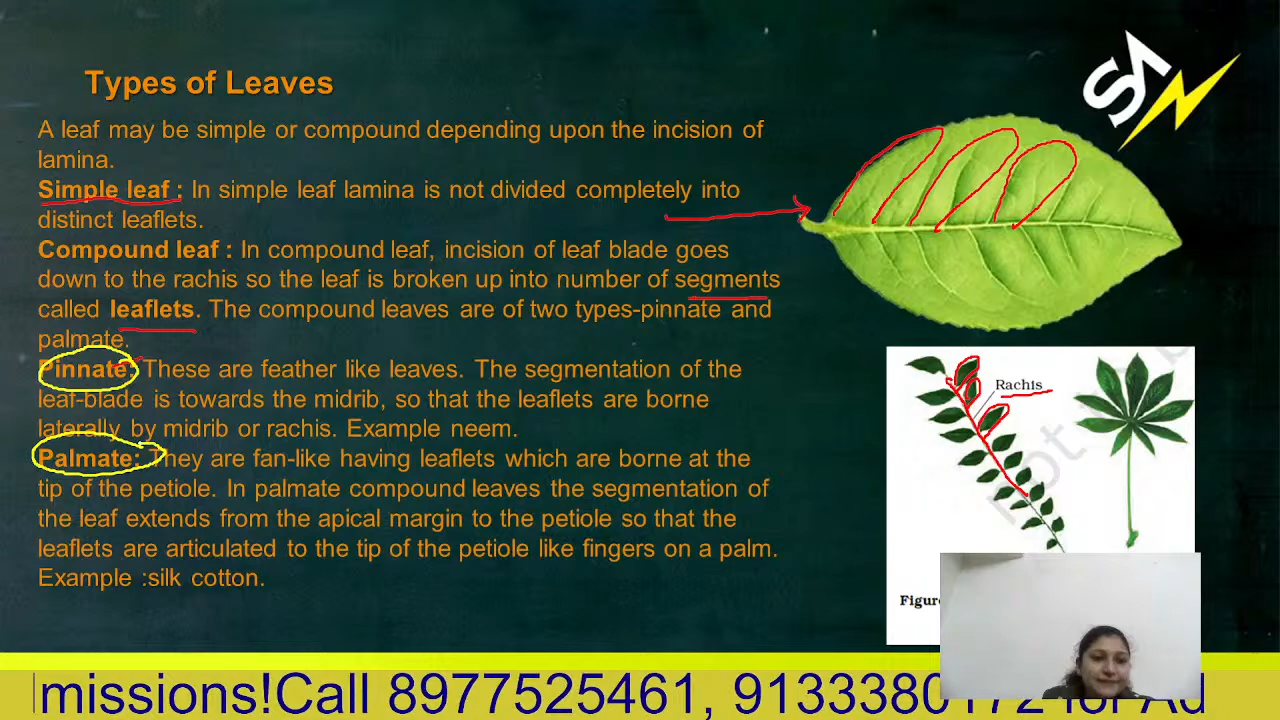 Types of Leaves
A leaf may be simple or compound depending upon the incision of
lamina.
Simple leaf : In simple leaf lamina is not divided completely into
distinct leaflets.
Compound leaf : In compound leaf, incision of leaf blade goes
down to the rachis so the leaf is broken up into number of segments
called leaflets. The compound leaves are of two types-pinnate and
palmate.
Pinnate: These are feather like leaves. The segmentation of the
leaf-blade is towards the midrib, so that the leaflets are borne
laterally by midrib or rachis. Example neem.
Palmate: They are fan-like having leaflets which are borne at the
tip of the petiole. In palmate compound leaves the segmentation of
the leaf extends from the apical margin to the petiole so that the
leaflets are articulated to the tip of the petiole like fingers on a palm.
Example :silk cotton.
Rachis
not b
Figure
missions!Call 8977525461, for Ad